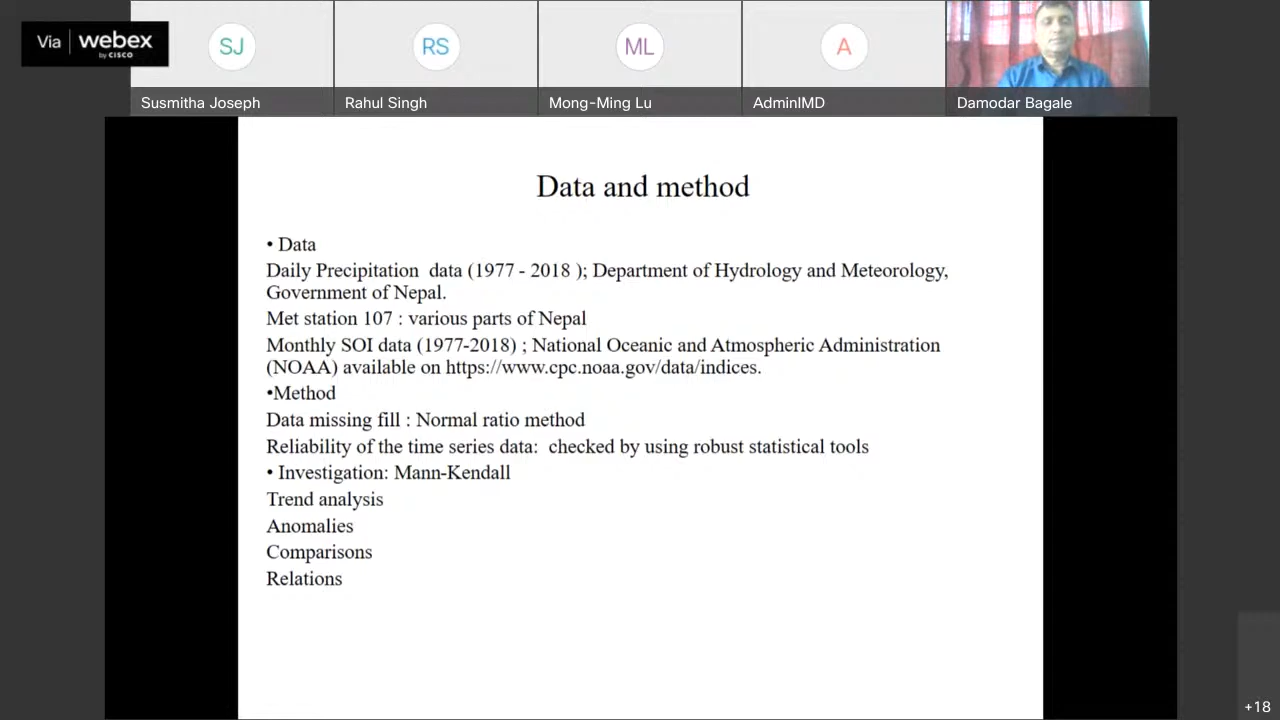 Via webex
by CISCO
SJ
RS
ML
A
Susmitha Joseph
Rahul Singh
Mong-Ming Lu
AdminIMD
Damodar Bagale
Data and method
• Data
Daily Precipitation data (1977 - 2018 ); Department of Hydrology and Meteorology,
Government of Nepal.
Met station 107 : various parts of Nepal
Monthly SOI data (1977-2018) ; National Oceanic and Atmospheric Administration
(NOAA) available on https://www.cpc.noaa.gov/data/indices.
•Method
Data missing fill : Normal ratio method
Reliability of the time series data: checked by using robust statistical tools
• Investigation: Mann-Kendall
Trend analysis
Anomalies
Comparisons
Relations
+18